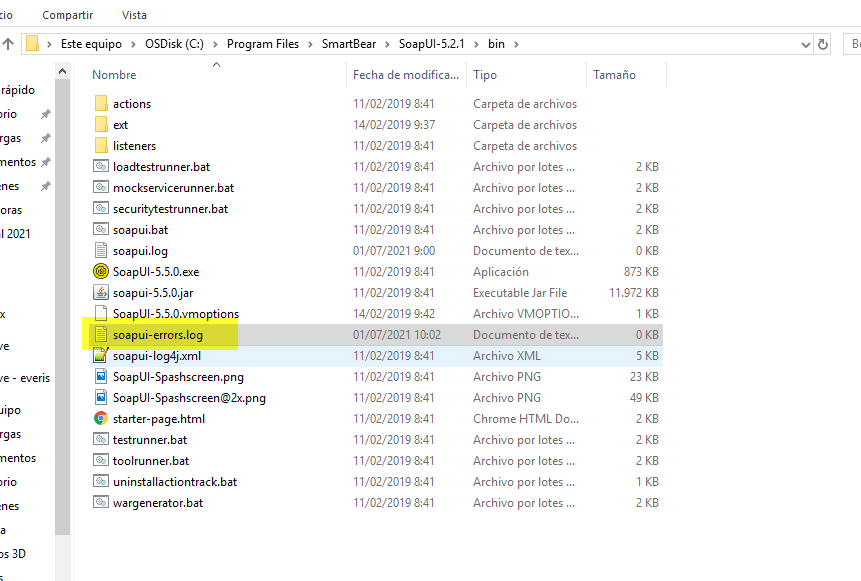 cio Compartir Vista
Este equipo > OSDisk (C:) > Program Files > SmartBear > SoapUI-5.2.1 > bin > Bu
Nombre Fecha de modifica... Tipo Tamaño
rápido
actions 11/02/2019 8:41 Carpeta de archivos
orio
ext 14/02/2019 9:37 Carpeta de archivos
rgas
listeners 11/02/2019 8:41 Carpeta de archivos
mentos
loadtestrunner.bat 11/02/2019 8:41 Archivo por lotes ... 2 KB
enes
mockservicerunner.bat 11/02/2019 8:41 Archivo por lotes ... 2 KB
oras
securitytestrunner.bat 11/02/2019 8:41 Archivo por lotes ... 2 KB
l 2021
soapui.bat 11/02/2019 8:41 Archivo por lotes ... 2 KB
soapui.log 01/07/2021 9:00 Documento de tex... 0 KB
SoapUI-5.5.0.exe 11/02/2019 8:41 Aplicación 873 KB
soapui-5.5.0.jar 11/02/2019 8:41 Executable Jar File 11.972 KB
x
SoapUI-5.5.0.vmoptions 14/02/2019 9:42 Archivo VMOPTIO... 1 KB
soapui-errors.log 01/07/2021 10:02 Documento de tex... 0 KB
ve
soapui-log4j.xml 11/02/2019 8:41 Archivo XML 5 KB
ve - everis
SoapUI-Spashscreen.png 11/02/2019 8:41 Archivo PNG 23 KB
SoapUI-Spashscreen@2x.png 11/02/2019 8:41 Archivo PNG 49 KB
quipo
starter-page.html 11/02/2019 8:41 Chrome HTML Do... 2 KB
rgas
testrunner.bat 11/02/2019 8:41 Archivo por lotes ... 2 KB
mentos
toolrunner.bat 11/02/2019 8:41 Archivo por lotes ... 2 KB
orio
uninstallactiontrack.bat 11/02/2019 8:41 Archivo por lotes ... 1 KB
enes
wargenerator.bat 11/02/2019 8:41 Archivo por lotes ... 2 KB
a
os 3D